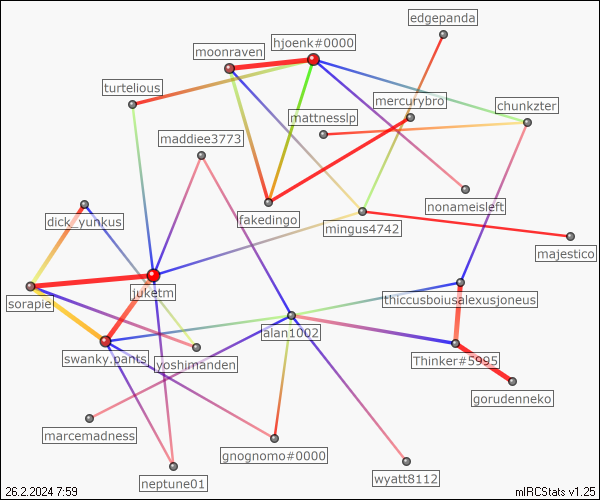 edgepanda
hjoenk#0000
moonraven
turtelious
mercurybro
chunkzter
mattnesslp
maddiee3773
nonameisleft
dick_yunkus
fakedingo
mingus4742
majestico
sorapie
juketm
thiccusboiusalexusjoneus
alan1002
swanky.pants
yoshimanden
Thinker#5995
gorudenneko
marcemadness
gnognomo#0000
wyatt8112
neptune01
26.2.2024 7:59
mIRCStats v1.25